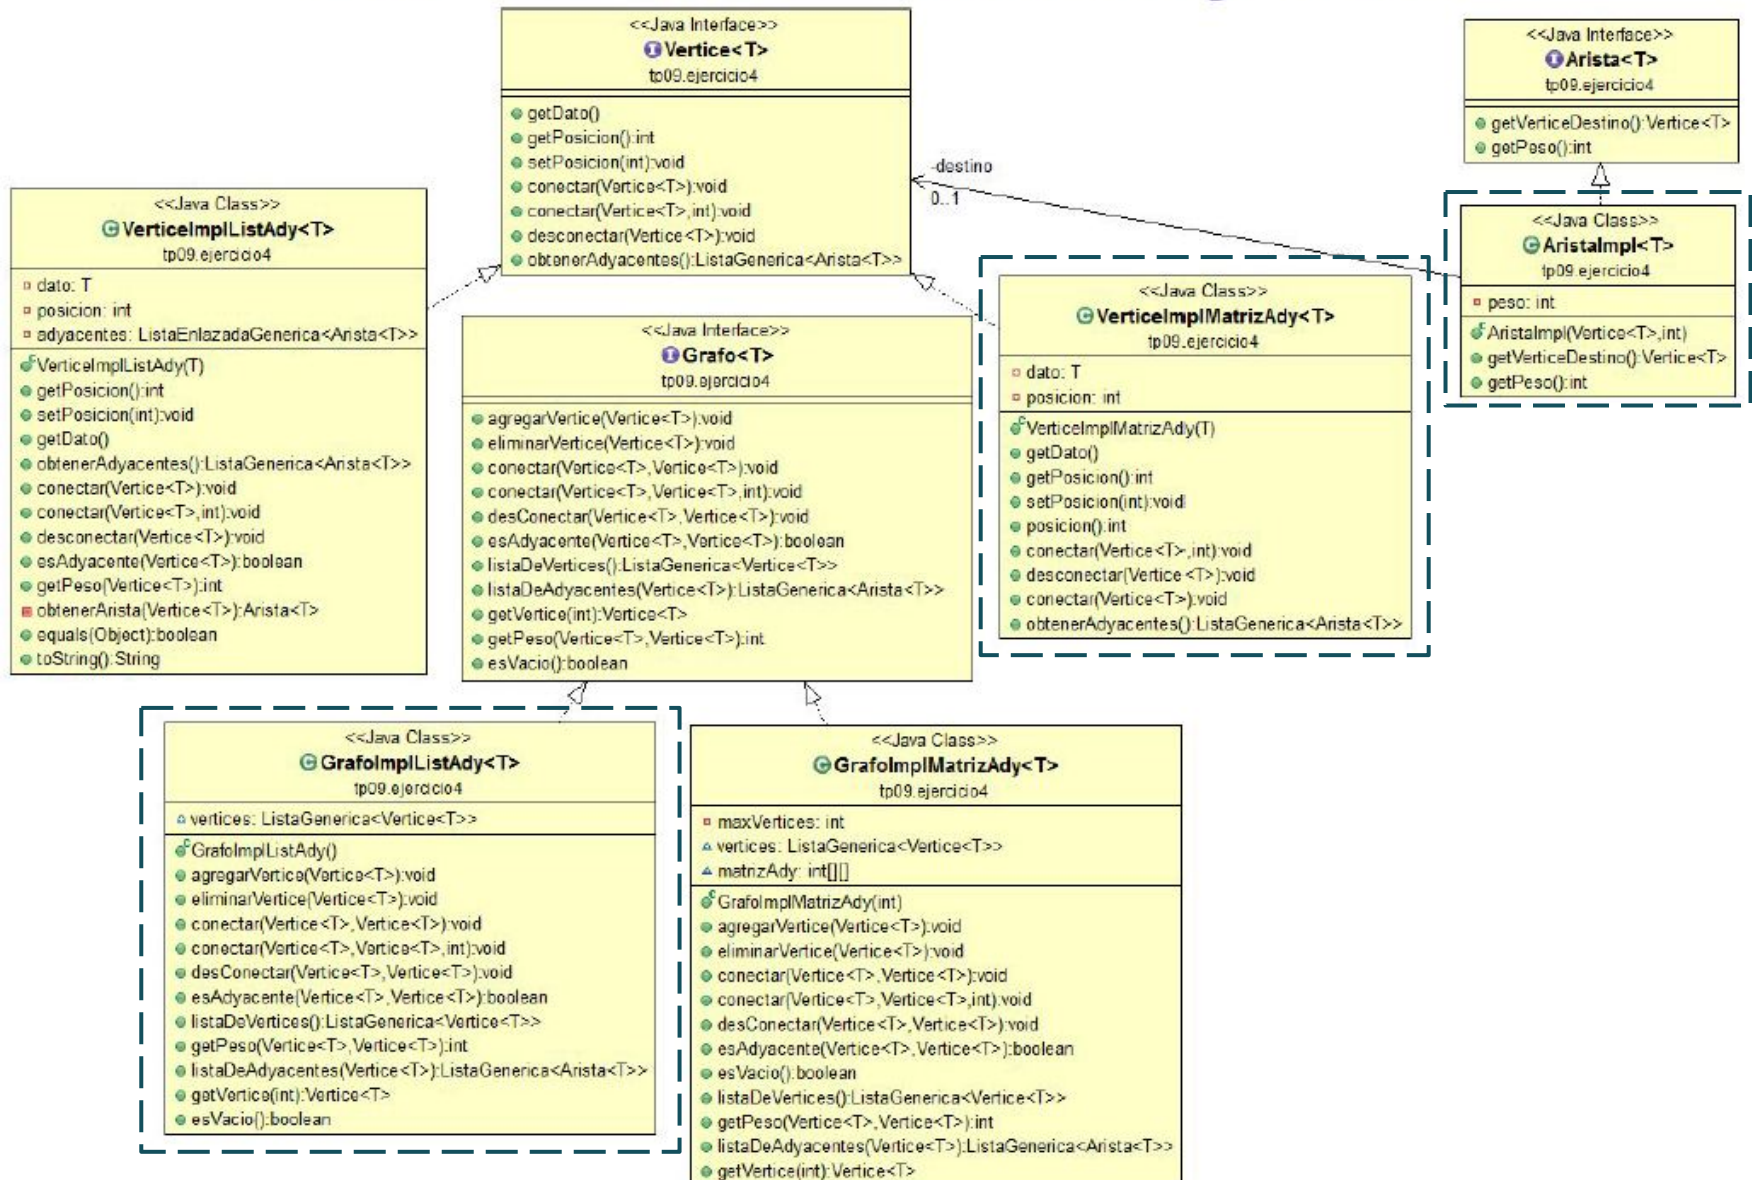 <<Java Interface>>
Vertice<T>
tp09.ejercicio4
getDato()
getPosicion():int
setPosicion(int):void
conectar(Vertice<T>):void
conectar(Vertice<T>,int):void
desconectar(Vertice<T>):void
obtenerAdyacentes():ListaGenerica<Arista<T>>
<<Java Interface>>
Arista<T>
tp09.ejercicio4
getVerticeDestino():Vertice<T>
getPeso():int
-destino
0..1
<<Java Class>>
VerticeImplListAdy<T>
tp09.ejercicio4
dato: T
posicion: int
adyacentes: ListaEnlazadaGenerica<Arista<T>>
VerticeImplListAdy(T)
getPosicion():int
setPosicion(int):void
getDato()
obtenerAdyacentes():ListaGenerica<Arista<T>>
conectar(Vertice<T>):void
conectar(Vertice<T>,int):void
desconectar(Vertice<T>):void
esAdyacente(Vertice<T>):boolean
getPeso(Vertice<T>):int
obtenerArista(Vertice<T>):Arista<T>
equals(Object):boolean
toString():String
<<Java Interface>>
Grafo<T>
tp09.ejercicio4
agregarVertice(Vertice<T>):void
eliminarVertice(Vertice<T>):void
conectar(Vertice<T>,Vertice<T>):void
conectar(Vertice<T>,Vertice<T>,int):void
desConectar(Vertice<T>,Vertice<T>):void
esAdyacente(Vertice<T>,Vertice<T>):boolean
listaDeVertices():ListaGenerica<Vertice<T>>
listaDeAdyacentes(Vertice<T>):ListaGenerica<Arista<T>>
getVertice(int):Vertice<T>
getPeso(Vertice<T>,Vertice<T>):int
esVacio():boolean
<<Java Class>>
VerticeImplMatrizAdy<T>
tp09.ejercicio4
dato: T
posicion: int
VerticeImplMatrizAdy(T)
getDato()
getPosicion():int
setPosicion(int):void
posicion():int
conectar(Vertice<T>,int):void
desconectar(Vertice<T>):void
conectar(Vertice<T>):void
obtenerAdyacentes():ListaGenerica<Arista<T>>
<<Java Class>>
AristaImpl<T>
tp09.ejercicio4
peso: int
AristaImpl(Vertice<T>,int)
getVerticeDestino():Vertice<T>
getPeso():int
<<Java Class>>
GrafoImplListAdy<T>
tp09.ejercicio4
vertices: ListaGenerica<Vertice<T>>
GrafoImplListAdy()
agregarVertice(Vertice<T>):void
eliminarVertice(Vertice<T>):void
conectar(Vertice<T>,Vertice<T>):void
conectar(Vertice<T>,Vertice<T>,int):void
desConectar(Vertice<T>,Vertice<T>):void
esAdyacente(Vertice<T>,Vertice<T>):boolean
listaDeVertices():ListaGenerica<Vertice<T>>
getPeso(Vertice<T>,Vertice<T>):int
listaDeAdyacentes(Vertice<T>):ListaGenerica<Arista<T>>
getVertice(int):Vertice<T>
esVacio():boolean
<<Java Class>>
GrafoImplMatrizAdy<T>
tp09.ejercicio4
maxVertices: int
vertices: ListaGenerica<Vertice<T>>
matrizAdy: int[][]
GrafoImplMatrizAdy(int)
agregarVertice(Vertice<T>):void
eliminarVertice(Vertice<T>):void
conectar(Vertice<T>,Vertice<T>):void
conectar(Vertice<T>,Vertice<T>,int):void
desConectar(Vertice<T>,Vertice<T>):void
esAdyacente(Vertice<T>,Vertice<T>):boolean
esVacio():boolean
listaDeVertices():ListaGenerica<Vertice<T>>
getPeso(Vertice<T>,Vertice<T>):int
listaDeAdyacentes(Vertice<T>):ListaGenerica<Arista<T>>
getVertice(int):Vertice<T>